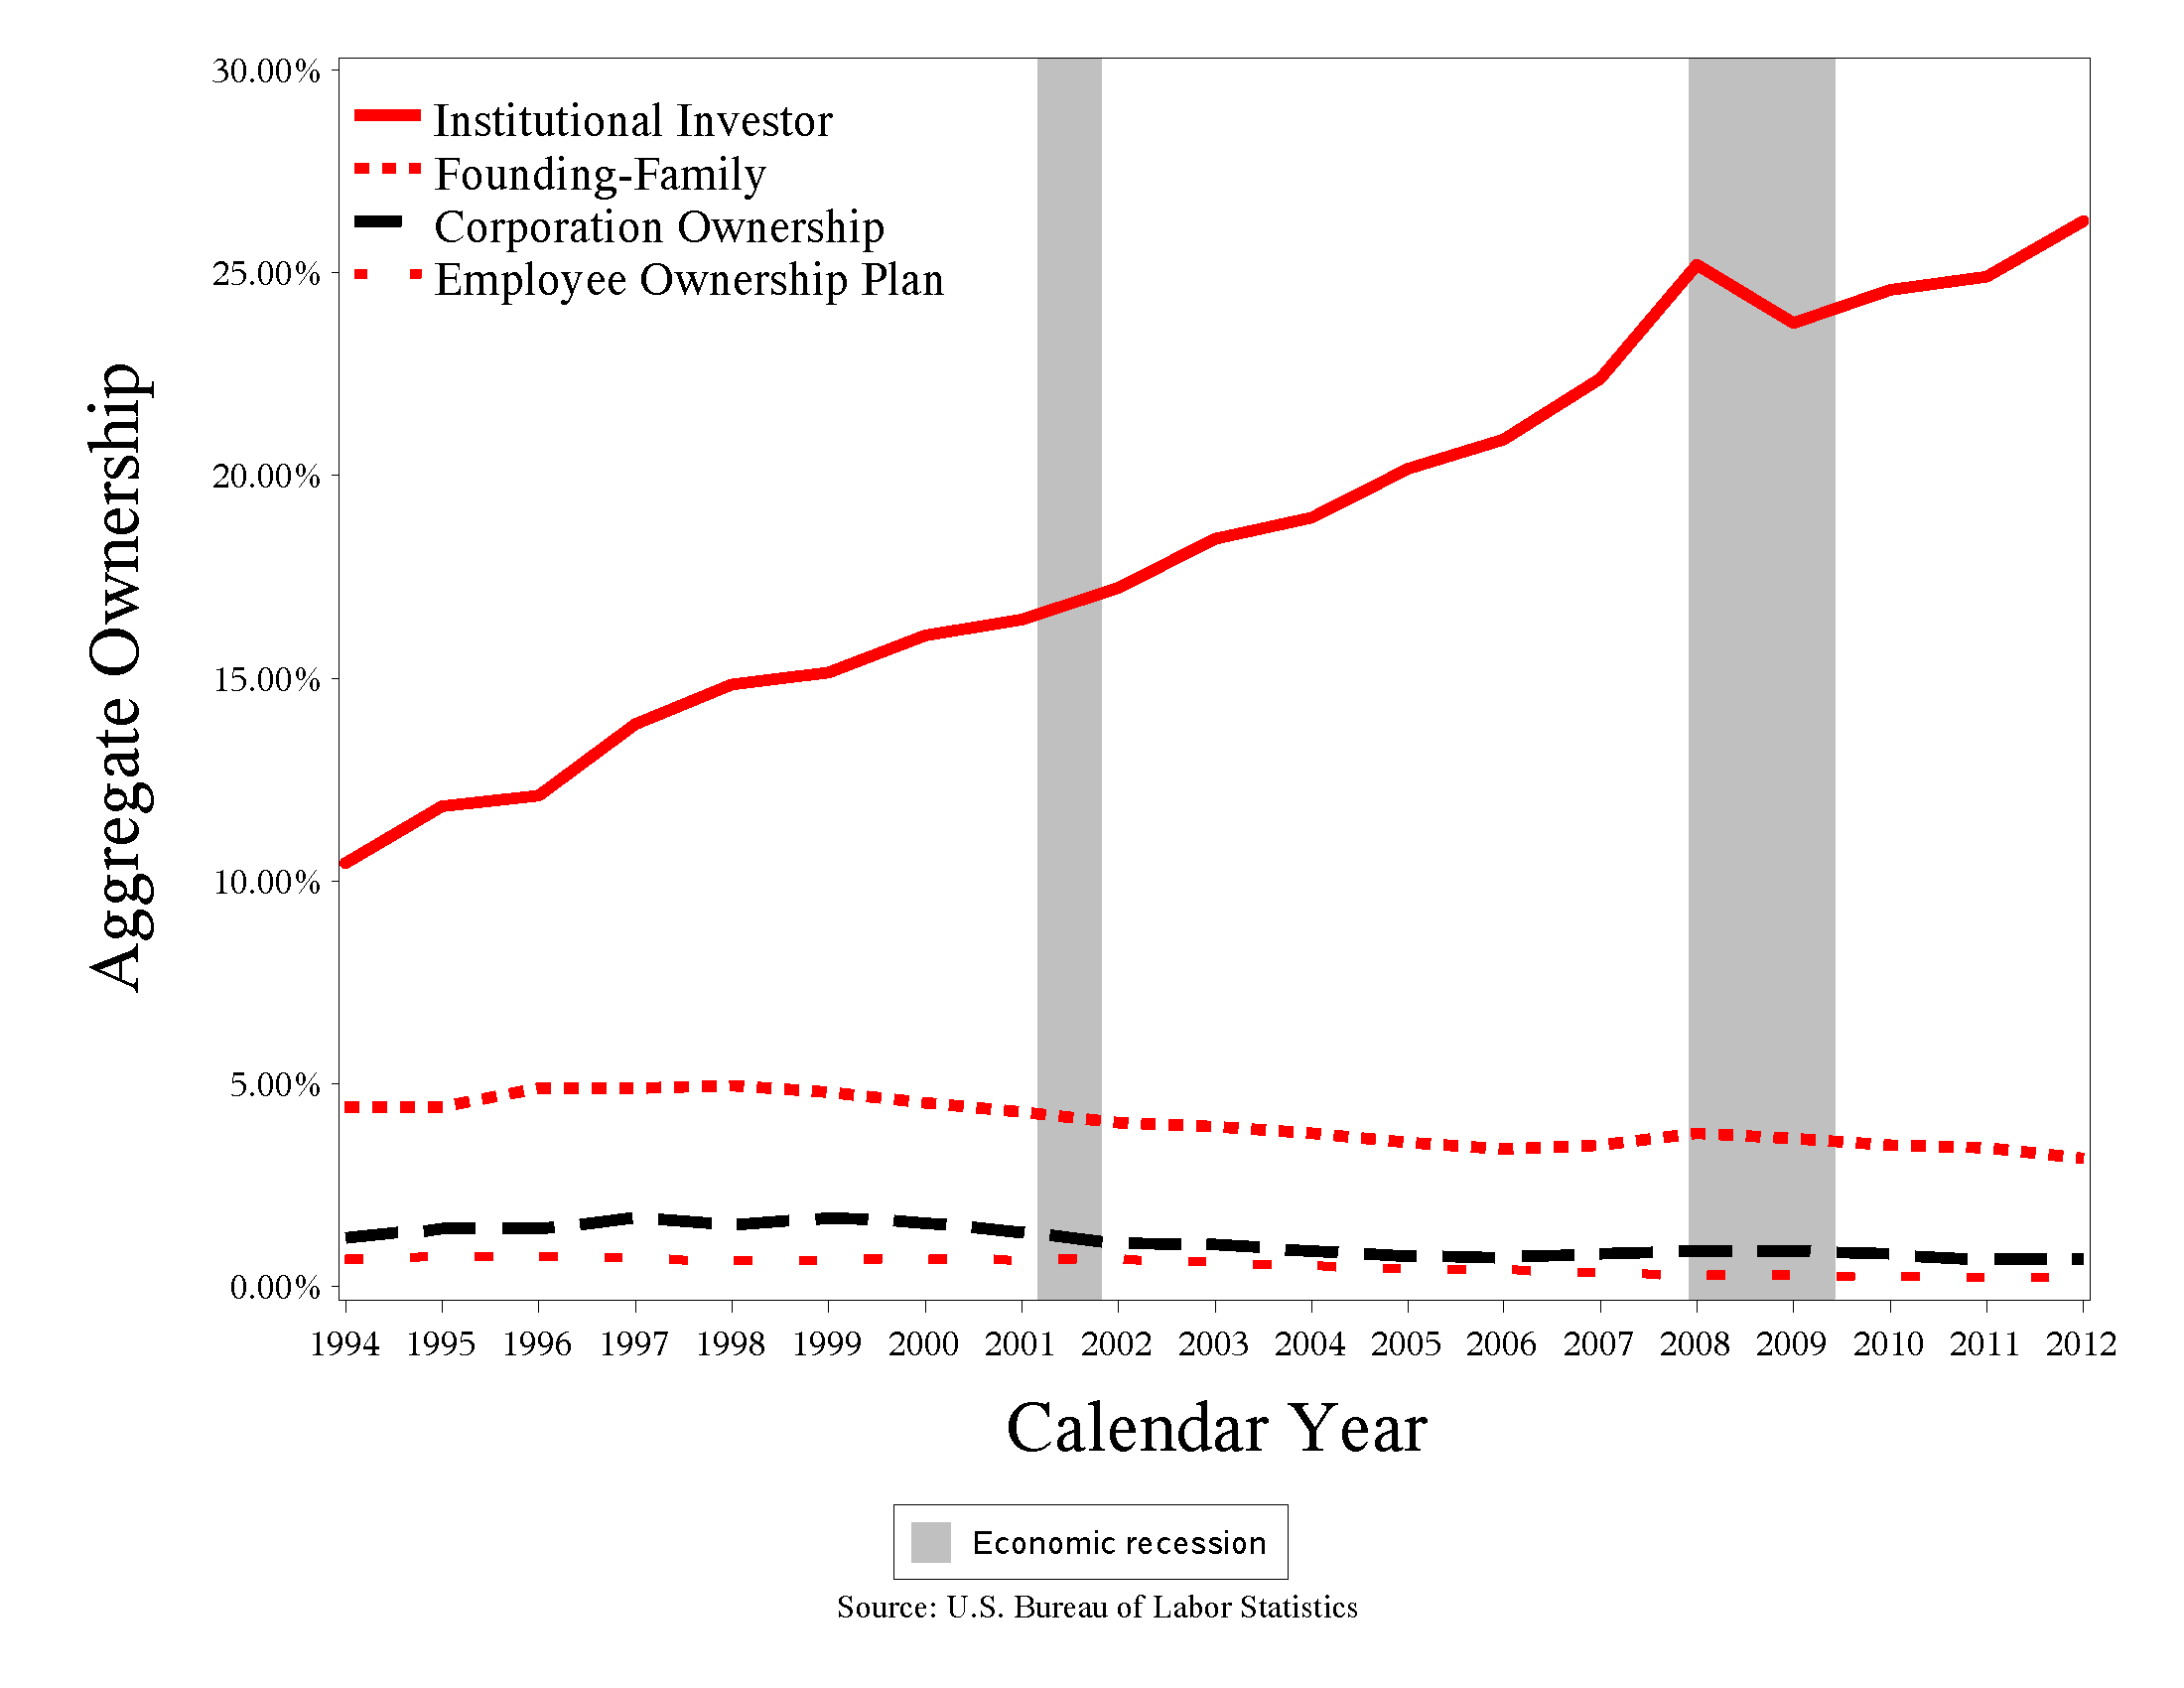 30.00%
25.00%
20.00%
15.00%
10.00%
5.00%
0.00%
Aggregate Ownership
Institutional Investor
Founding-Family
Corporation Ownership
Employee Ownership Plan
1994 1995 1996 1997 1998 1999 2000 2001 2002 2003 2004 2005 2006 2007 2008 2009 2010 2011 2012
Calendar Year
Economic recession
Source: U.S. Bureau of Labor Statistics